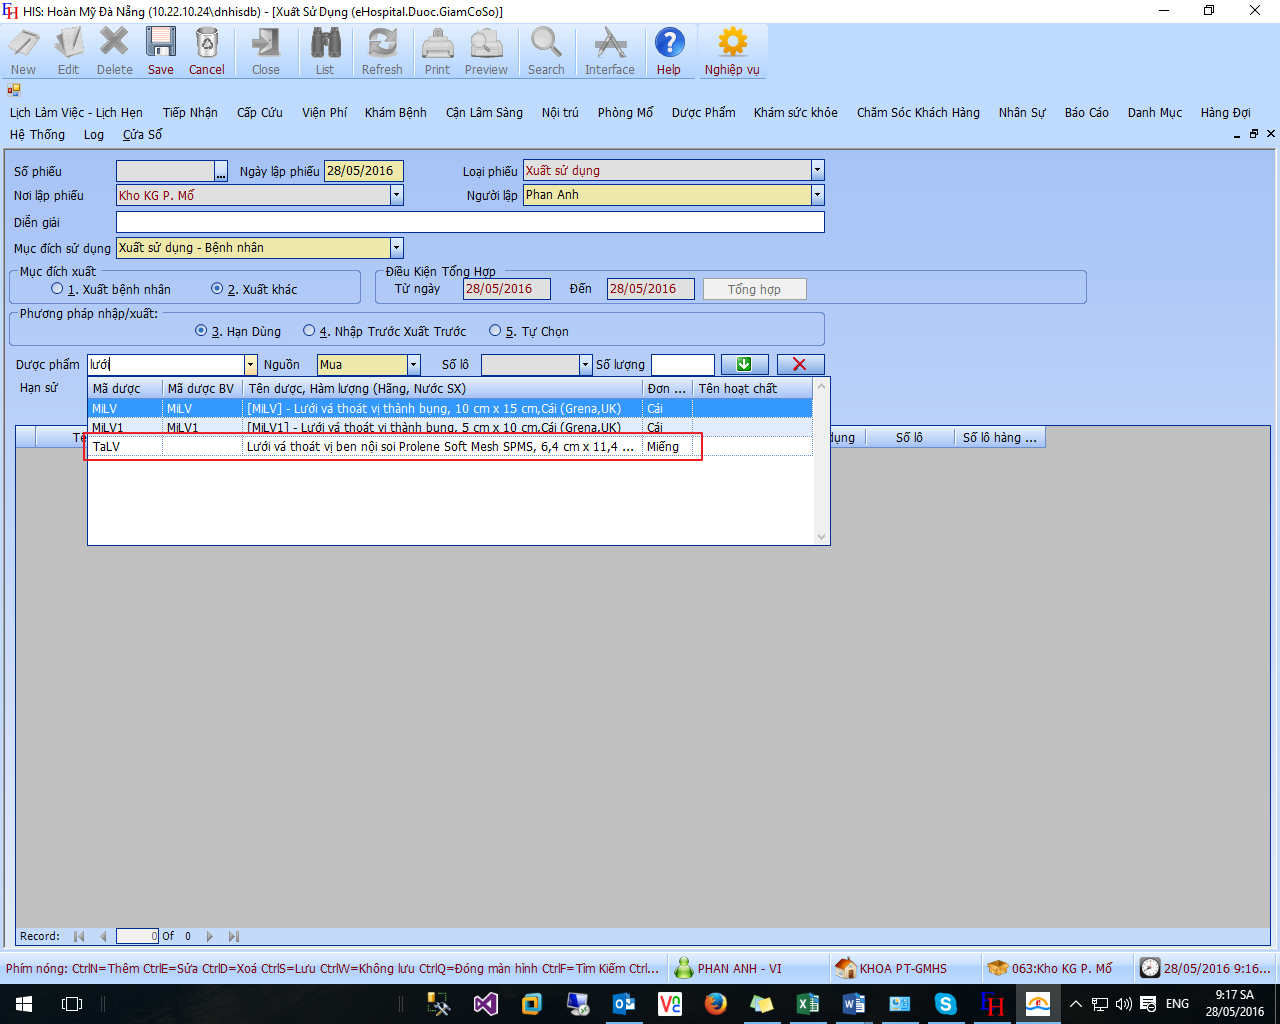 HIS: Hoàn Mỹ Đà Nẵng (10.22.10.24\dnhisdb) - [Xuất Sử Dụng (eHospital.Duoc.GiamCoSo)]
New Edit Delete Save Cancel Close List Refresh Print Preview Search Interface Help Nghiệp vụ
Lịch Làm Việc - Lịch Hẹn Tiếp Nhận Cấp Cứu Viện Phí Khám Bệnh Cận Lâm Sàng Nội trú Phòng Mổ Dược Phẩm Khám sức khỏe Chăm Sóc Khách Hàng Nhân Sự Báo Cáo Danh Mục Hàng Đợi
Hệ Thống Log Cửa Sổ
Số phiếu ... Ngày lập phiếu 28/05/2016 Loại phiếu Xuất sử dụng
Nơi lập phiếu Kho KG P. Mổ Người lập Phan Anh
Diễn giải
Mục đích sử dụng Xuất sử dụng - Bệnh nhân
Mục đích xuất Điều Kiện Tổng Hợp
1. Xuất bệnh nhân 2. Xuất khác Từ ngày 28/05/2016 Đến 28/05/2016 Tổng hợp
Phương pháp nhập/xuất:
3. Hạn Dùng 4. Nhập Trước Xuất Trước 5. Tự Chọn
Dược phẩm lưới Nguồn Mua Số lô Số lượng
Hạn sử Mã dược Mã dược BV Tên dược, Hàm lượng (Hãng, Nước SX) Đơn ... Tên hoạt chất
MiLV MiLV [MiLV] - Lưới vá thoát vị thành bụng, 10 cm x 15 cm,Cái (Grena,UK) Cái
MiLV1 MiLV1 [MiLV1] - Lưới vá thoát vị thành bụng, 5 cm x 10 cm,Cái (Grena,UK) Cái
Tê ụng Số lô Số lô hàng ...
TaLV Lưới vá thoát vị ben nội soi Prolene Soft Mesh SPMS, 6,4 cm x 11,4 ... Miếng
Record: 0 Of 0
Phím nóng: CtrlN=Thêm CtrlE=Sửa CtrlD=Xoá CtrlS=Lưu CtrlW=Không lưu CtrlQ=Đóng màn hình CtrlF=Tìm Kiếm Ctrl... PHAN ANH - VI KHOA PT-GMHS 063:Kho KG P. Mổ 28/05/2016 9:16...
ENG 9:17 SA
28/05/2016